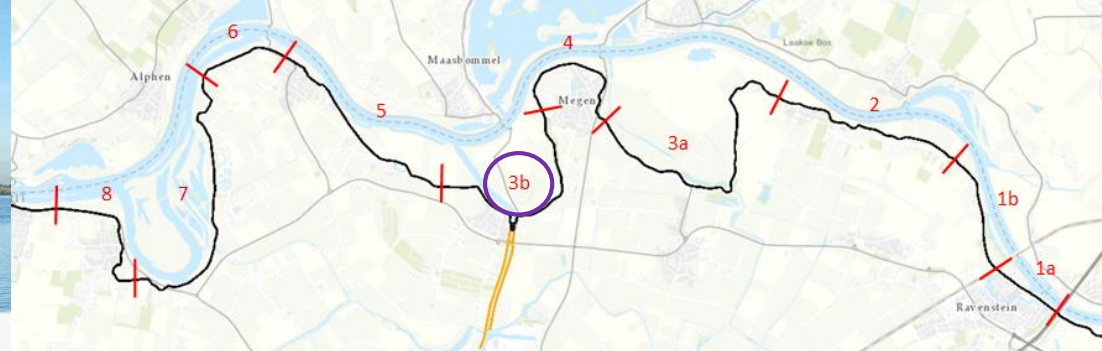 6
4
Laakse Bos
Maasbommel
Alphen
Megen
5
2
3a
3b
8
7
1b
1a
Ravenstein